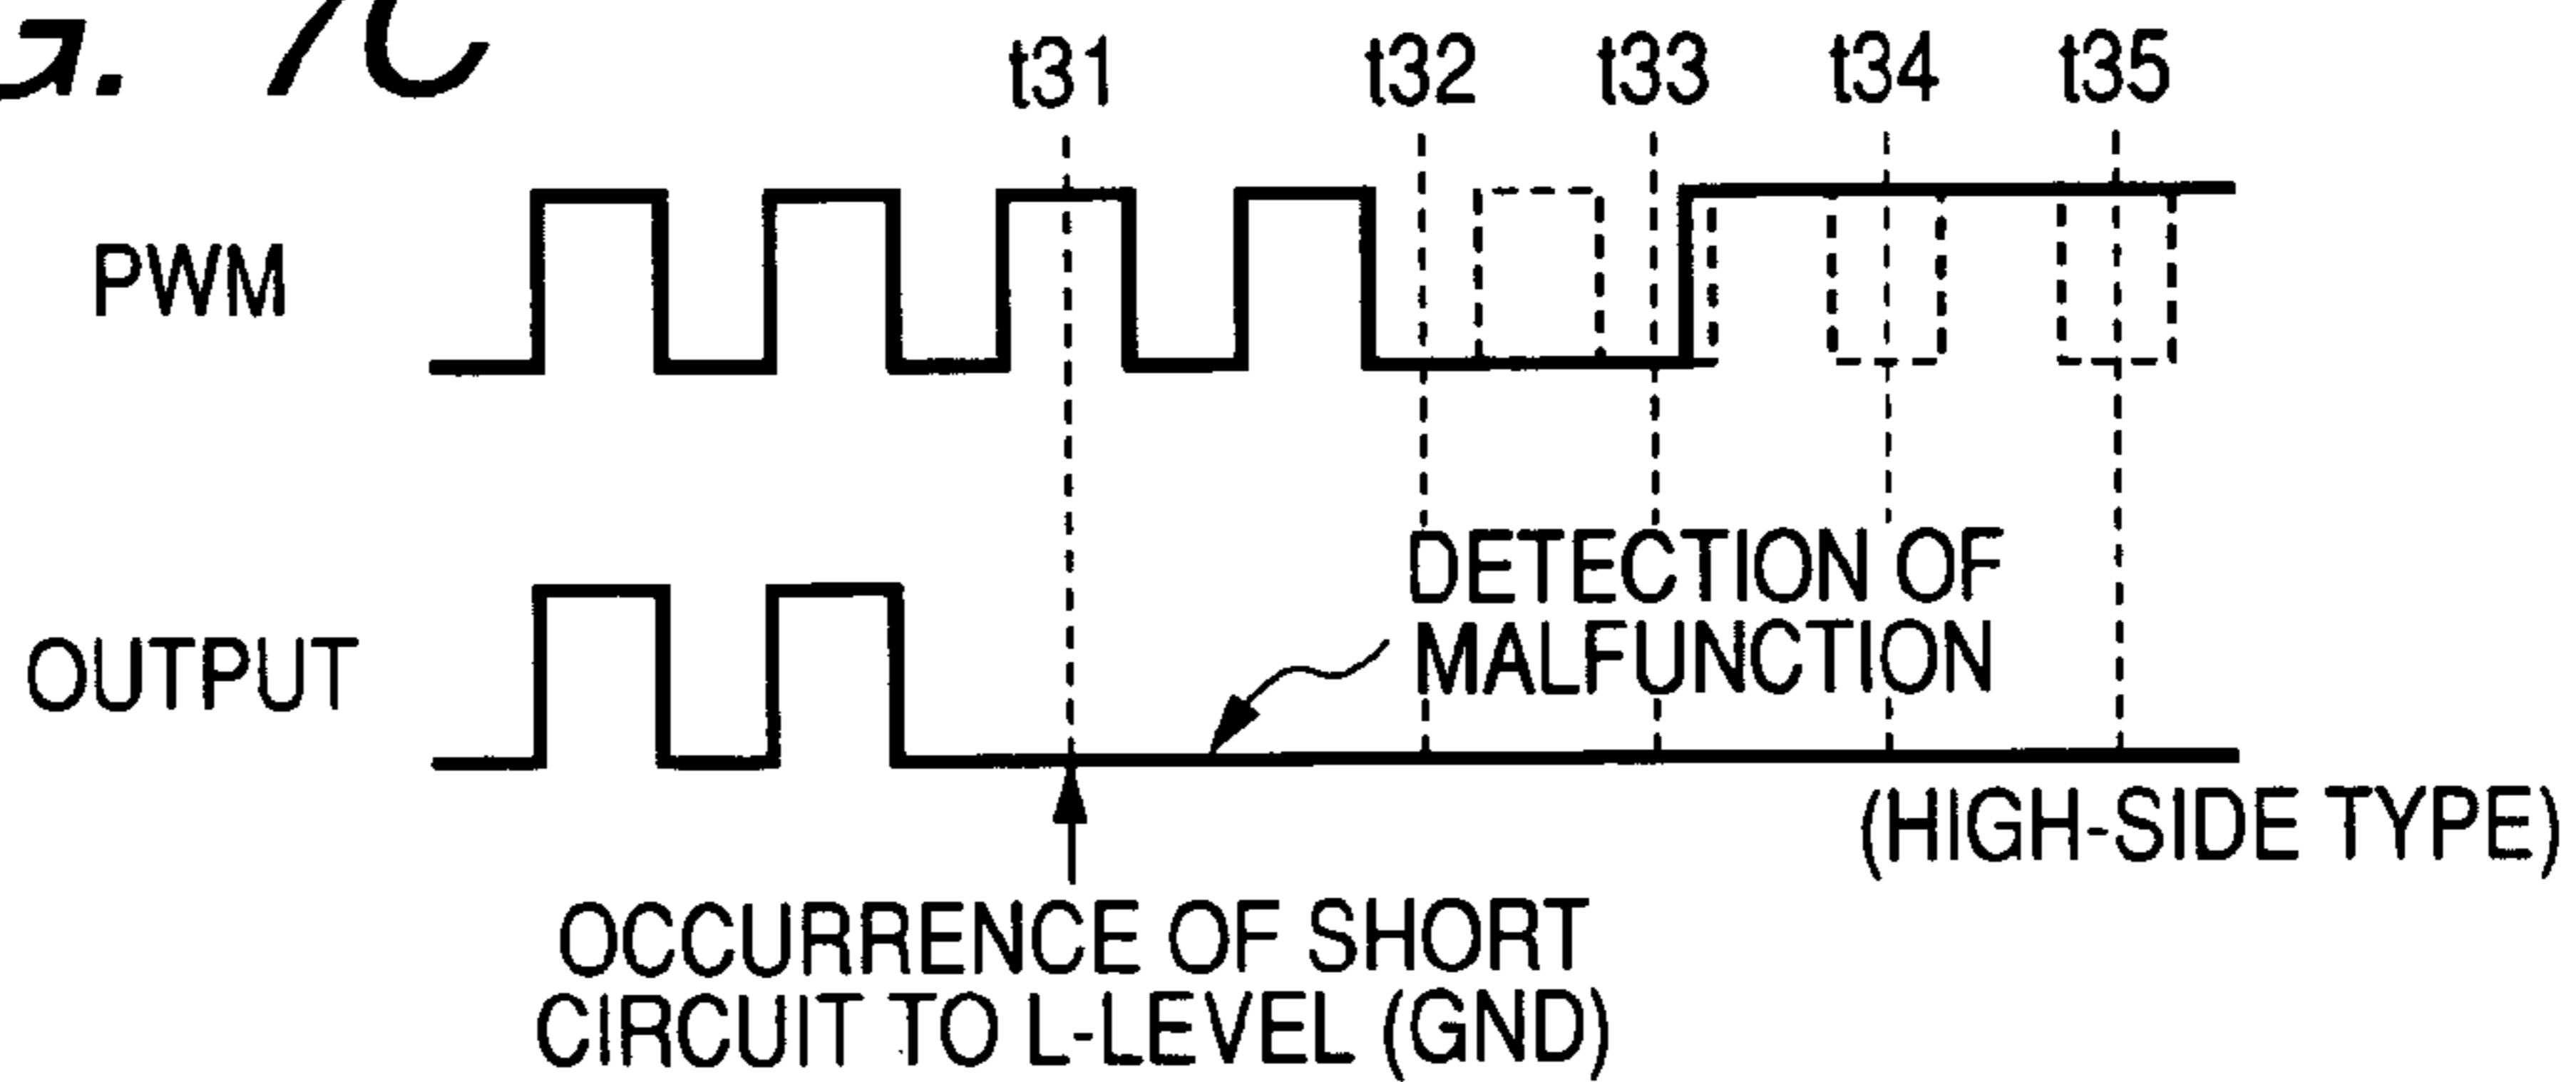 G. 7C
t31 t32 t33 t34 t35
PWM
OUTPUT
DETECTION OF
MALFUNCTION
(HIGH-SIDE TYPE)
OCCURRENCE OF SHORT
CIRCUIT TO L-LEVEL (GND)